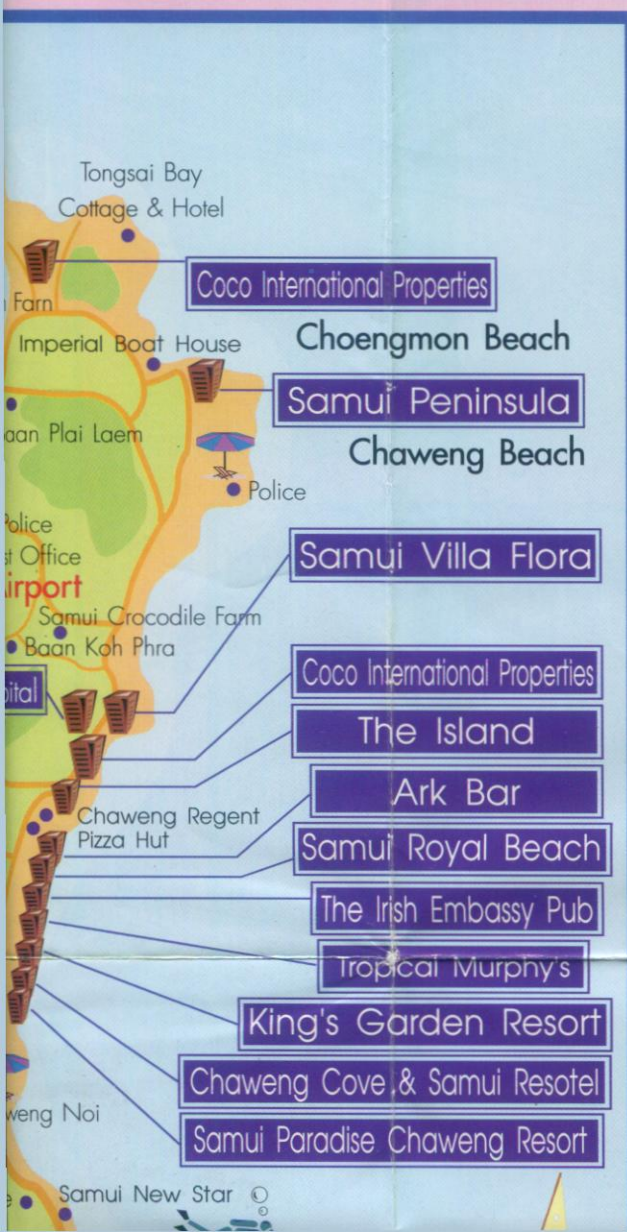 Tongsai Bay
Cottage & Hotel
Coco International Properties
Farn
Choengmon Beach
Imperial Boat House
Samui Peninsula
Plai Laem
Chaweng Beach
Police
Police
Office
Samui Villa Flora
Samui Crocodile Farm
Baan Koh Phra
Coco International Properties
The Island
Ark Bar
Chaweng Regent
Pizza Hut
Samui Royal Beach
The Irish Embassy Pub
Tropical Murphy's
King's Garden Resort
Chaweng Cove & Samui Resotel
Noi
Samui Paradise Chaweng Resort
Samui New Star